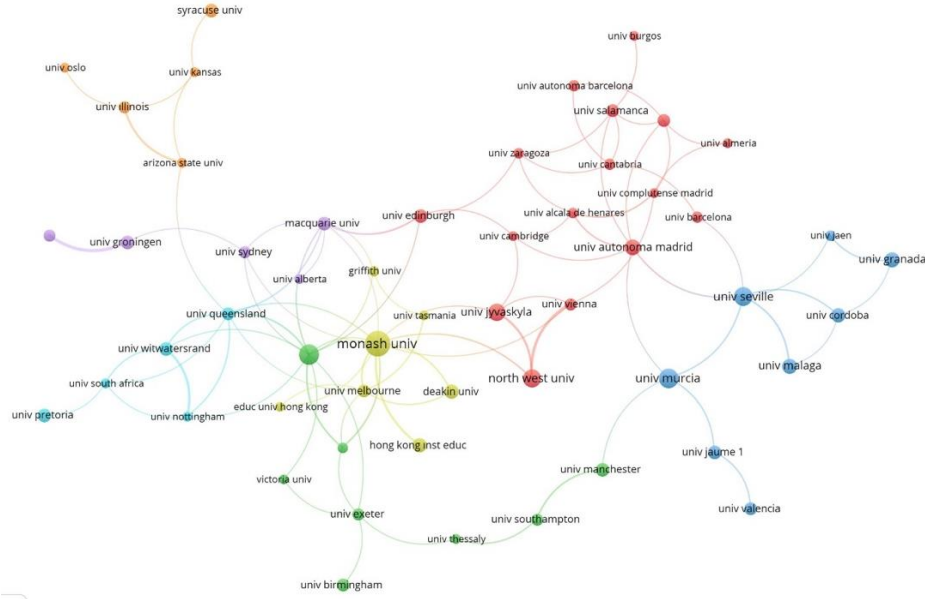 syracuse univ
univ burgos
univ oslo
univ kansas
univ autonoma barcelona
univ illinois
univ salamanca
univ almeria
arizona state univ
univ zaragoza
univ cantabria
univ complutense madrid
macquarie univ
univ edinburgh
univ alcala de henares
univ barcelona
univ groningen
univ sydney
univ cambridge
univ autonoma madrid
univ jaen
univ granada
univ alberta
griffith univ
univ seville
univ queensland
univ tasmania
univ jyvaskyla
univ vienna
univ cordoba
univ witwatersrand
monash univ
univ malaga
univ south africa
univ melbourne
deakin univ
north west univ
univ murcia
educ univ hong kong
univ pretoria
univ nottingham
hong kong inst educ
univ jaume 1
univ manchester
victoria univ
univ exeter
univ southampton
univ valencia
univ thessaly
univ birmingham